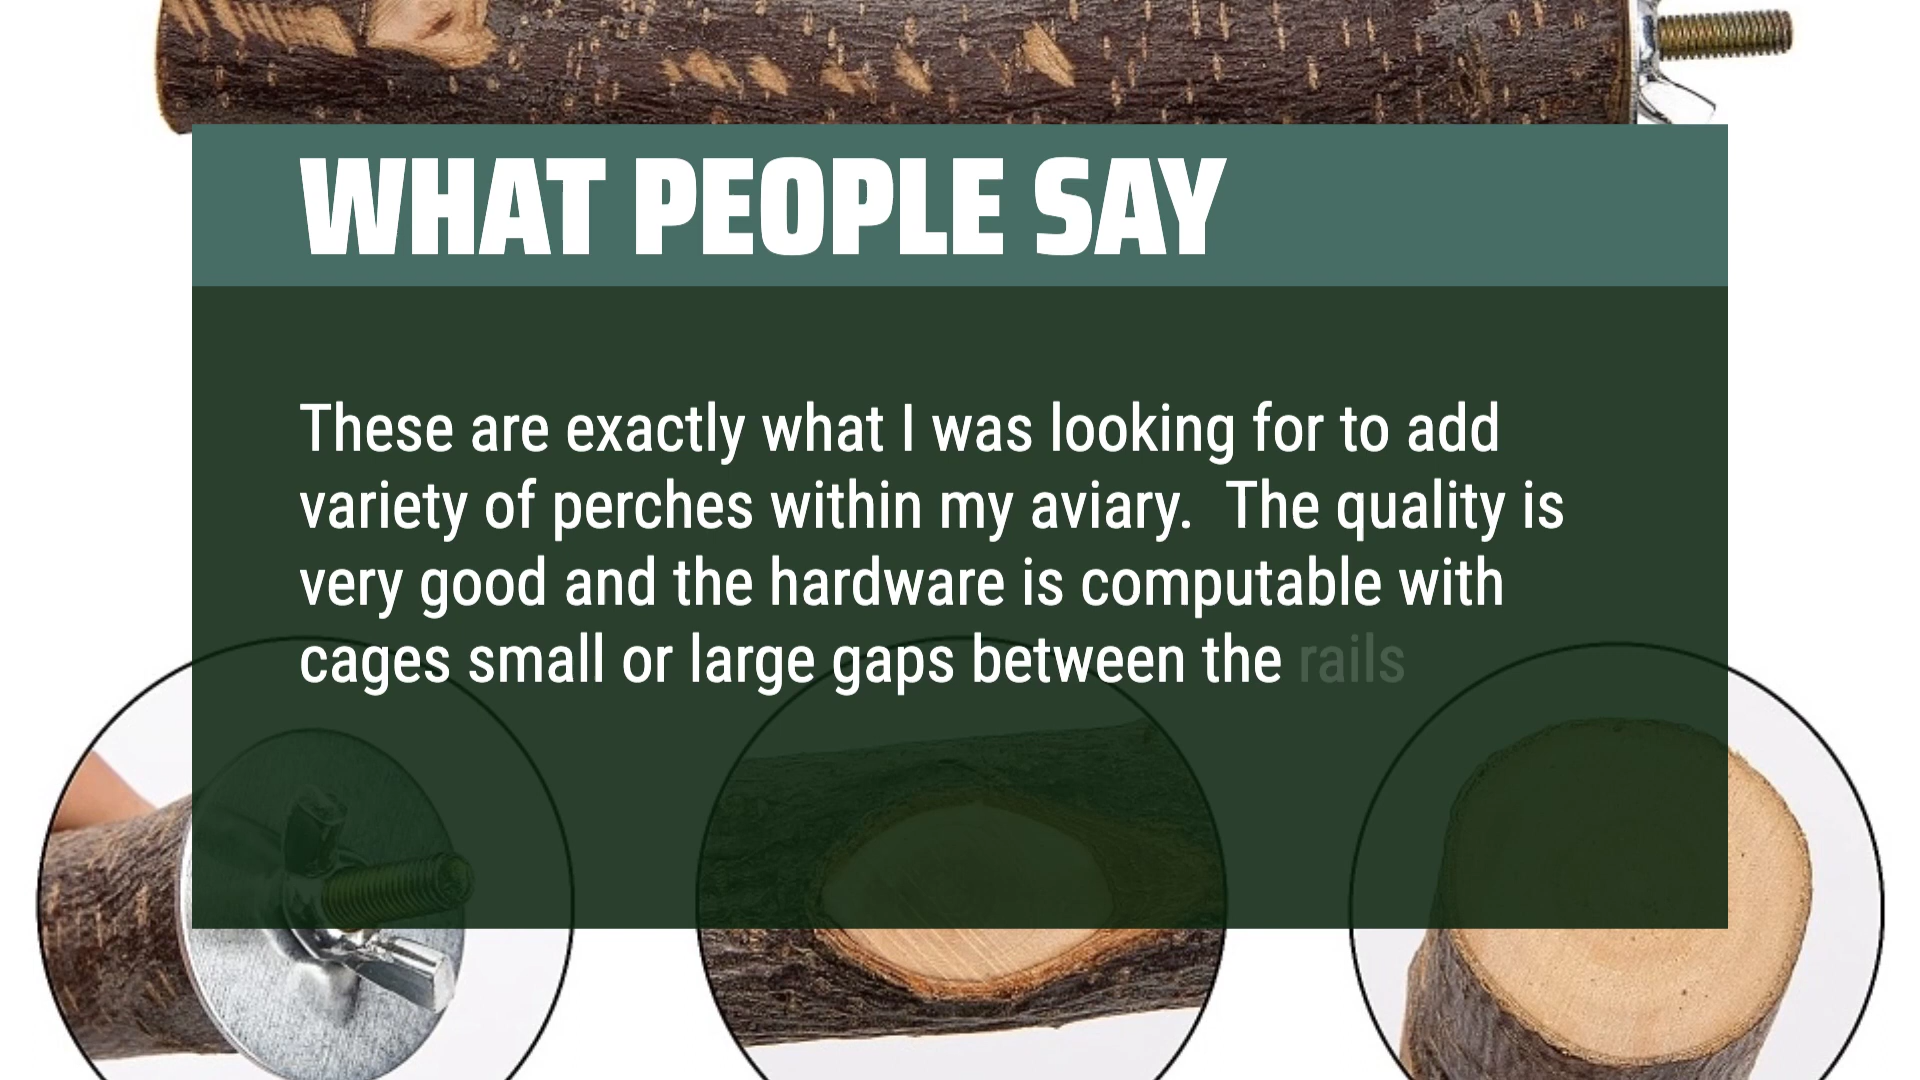 WHAT PEOPLE SAY
These are exactly what I was looking for to add
variety of perches within my aviary.  The quality is
very good and the hardware is computable with
cages small or large gaps between the rails